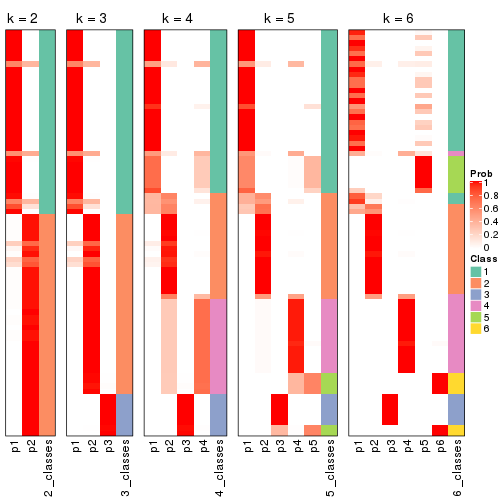 k = 2
k = 3
k = 4
k = 5
k = 6
Prob
1
0.8
0.6
0.4
0.2
0
Class
1
2
3
4
5
6
p1
p2
2_classes
p1
p2
p3
3_classes
p1
p2
p3
p4
4_classes
p1
p2
p3
p4
p5
5_classes
p1
p2
p3
p4
p5
p6
6_classes